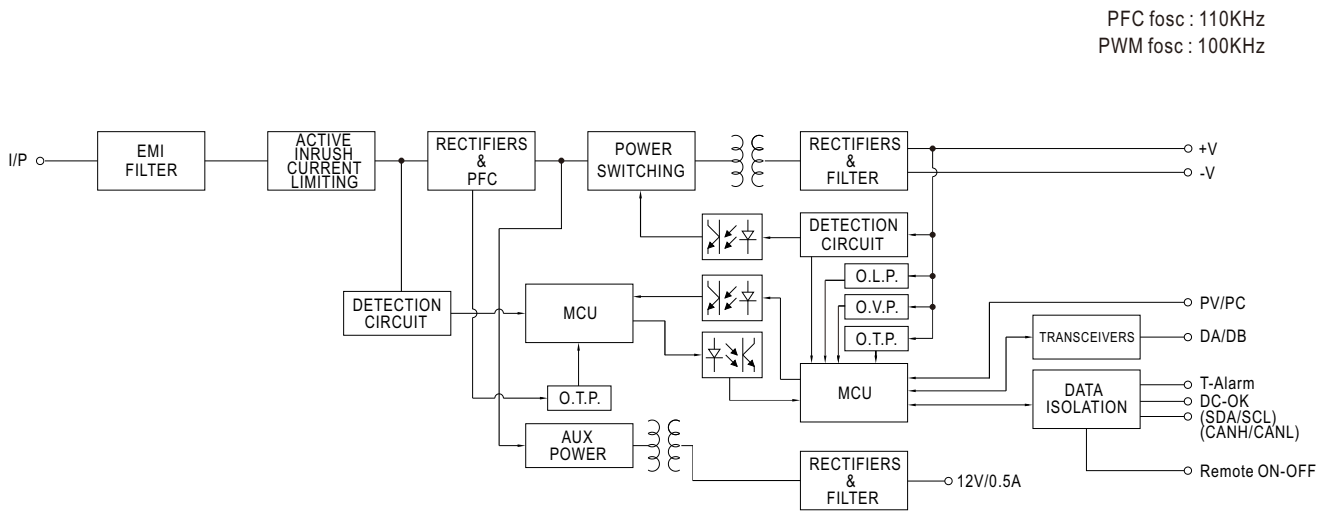 PFC fosc : 110KHz
PWM fosc : 100KHz
I/P
EMI
FILTER
ACTIVE
INRUSH
CURRENT
LIMITING
RECTIFIERS
&
PFC
POWER
SWITCHING
RECTIFIERS
&
FILTER
+V
-V
DETECTION
CIRCUIT
O.L.P.
O.V.P.
O.T.P.
DETECTION
CIRCUIT
MCU
O.T.P.
MCU
PV/PC
TRANSCEIVERS
DA/DB
DATA
ISOLATION
T-Alarm
DC-OK
(SDA/SCL)
(CANH/CANL)
Remote ON-OFF
AUX
POWER
RECTIFIERS
&
FILTER
12V/0.5A